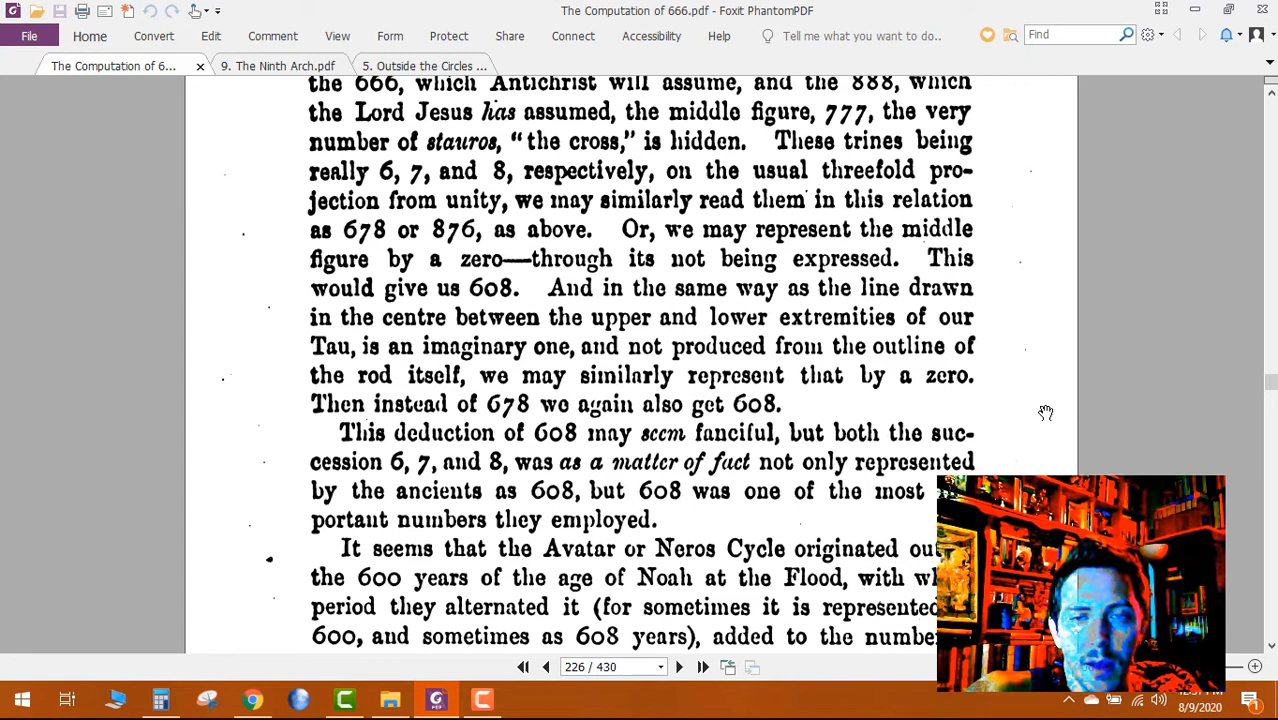 The Computation of 666.pdf - Foxit PhantomPDF
File
Home
Convert
Edit
Comment
View
Form
Protect
Share
Connect
Accessibility
Help
Tell me what you want to do..
Find
The Computation of 6...
9. The Ninth Arch.pdf
5. Outside the Circles ...
the 666, which Antichrist will assume, and the 888, which
the Lord Jesus has assumed, the middle figure, 777, the very
number of stauros, "the cross," is hidden. These trines being
really 6, 7, and 8, respectively, on the usual threefold pro-
jection from unity, we may similarly read them in this relation
as 678 or 876, as above. Or, we may represent the middle
figure by a zero—through its not being expressed. This
would give us 608. And in the same way as the line drawn
in the centre between the upper and lower extremities of our
Tau, is an imaginary one, and not produced from the outline of
the rod itself, we may similarly represent that by a zero.
Then instead of 678 we again also get 608.
This deduction of 608 may seem fanciful, but both the suc-
cession 6, 7, and 8, was as a matter of fact not only represented
by the ancients as 608, but 608 was one of the most
portant numbers they employed.
It seems that the Avatar or Neros Cycle originated ou
the 600 years of the age of Noah at the Flood, with w
period they alternated it (for sometimes it is represented
600, and sometimes as 608 years), added to the number
226 / 430
8/9/2020